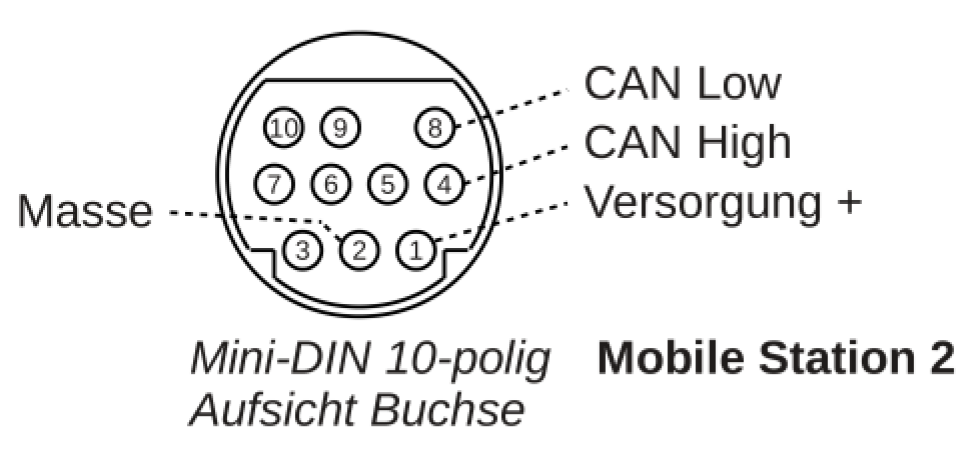 CAN Low
10 9 8
CAN High
7 6 5 4
Masse
Versorgung +
3 2 1
Mini-DIN 10-polig
Aufsicht Buchse
Mobile Station 2